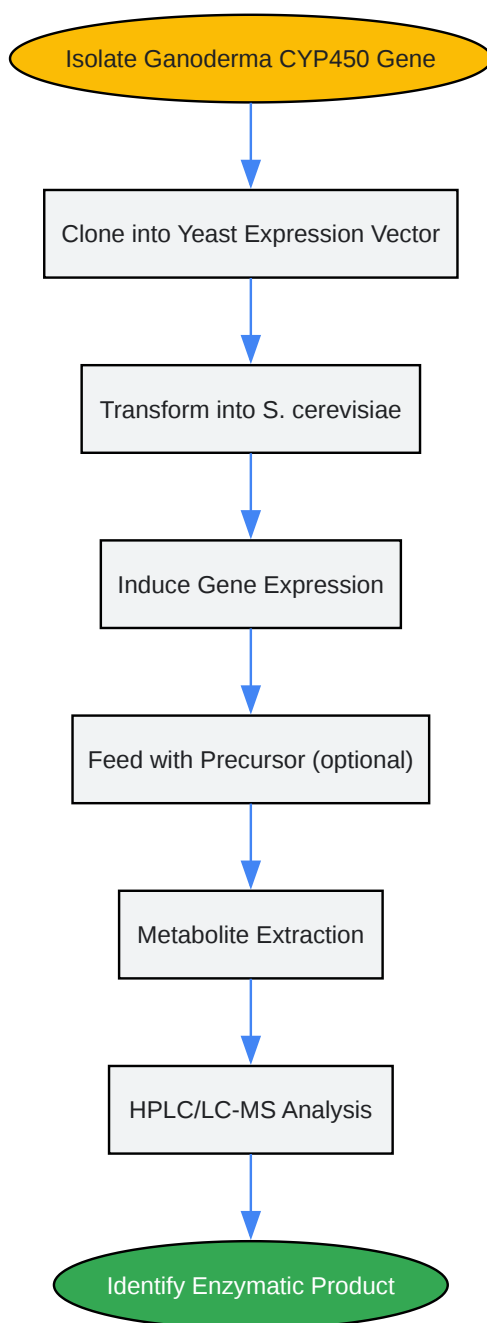 Isolate Ganoderma CYP450 Gene
Clone into Yeast Expression Vector
Transform into S. cerevisiae
Induce Gene Expression
Feed with Precursor (optional)
Metabolite Extraction
HPLC/LC-MS Analysis
Identify Enzymatic Product